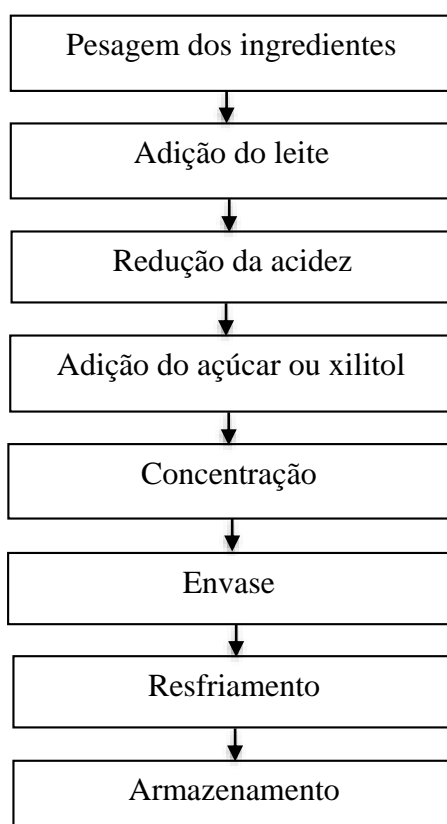 Pesagem dos ingredientes
Adição do leite
Redução da acidez
Adição do açúcar ou xilitol
Concentração
Envase
Resfriamento
Armazenamento